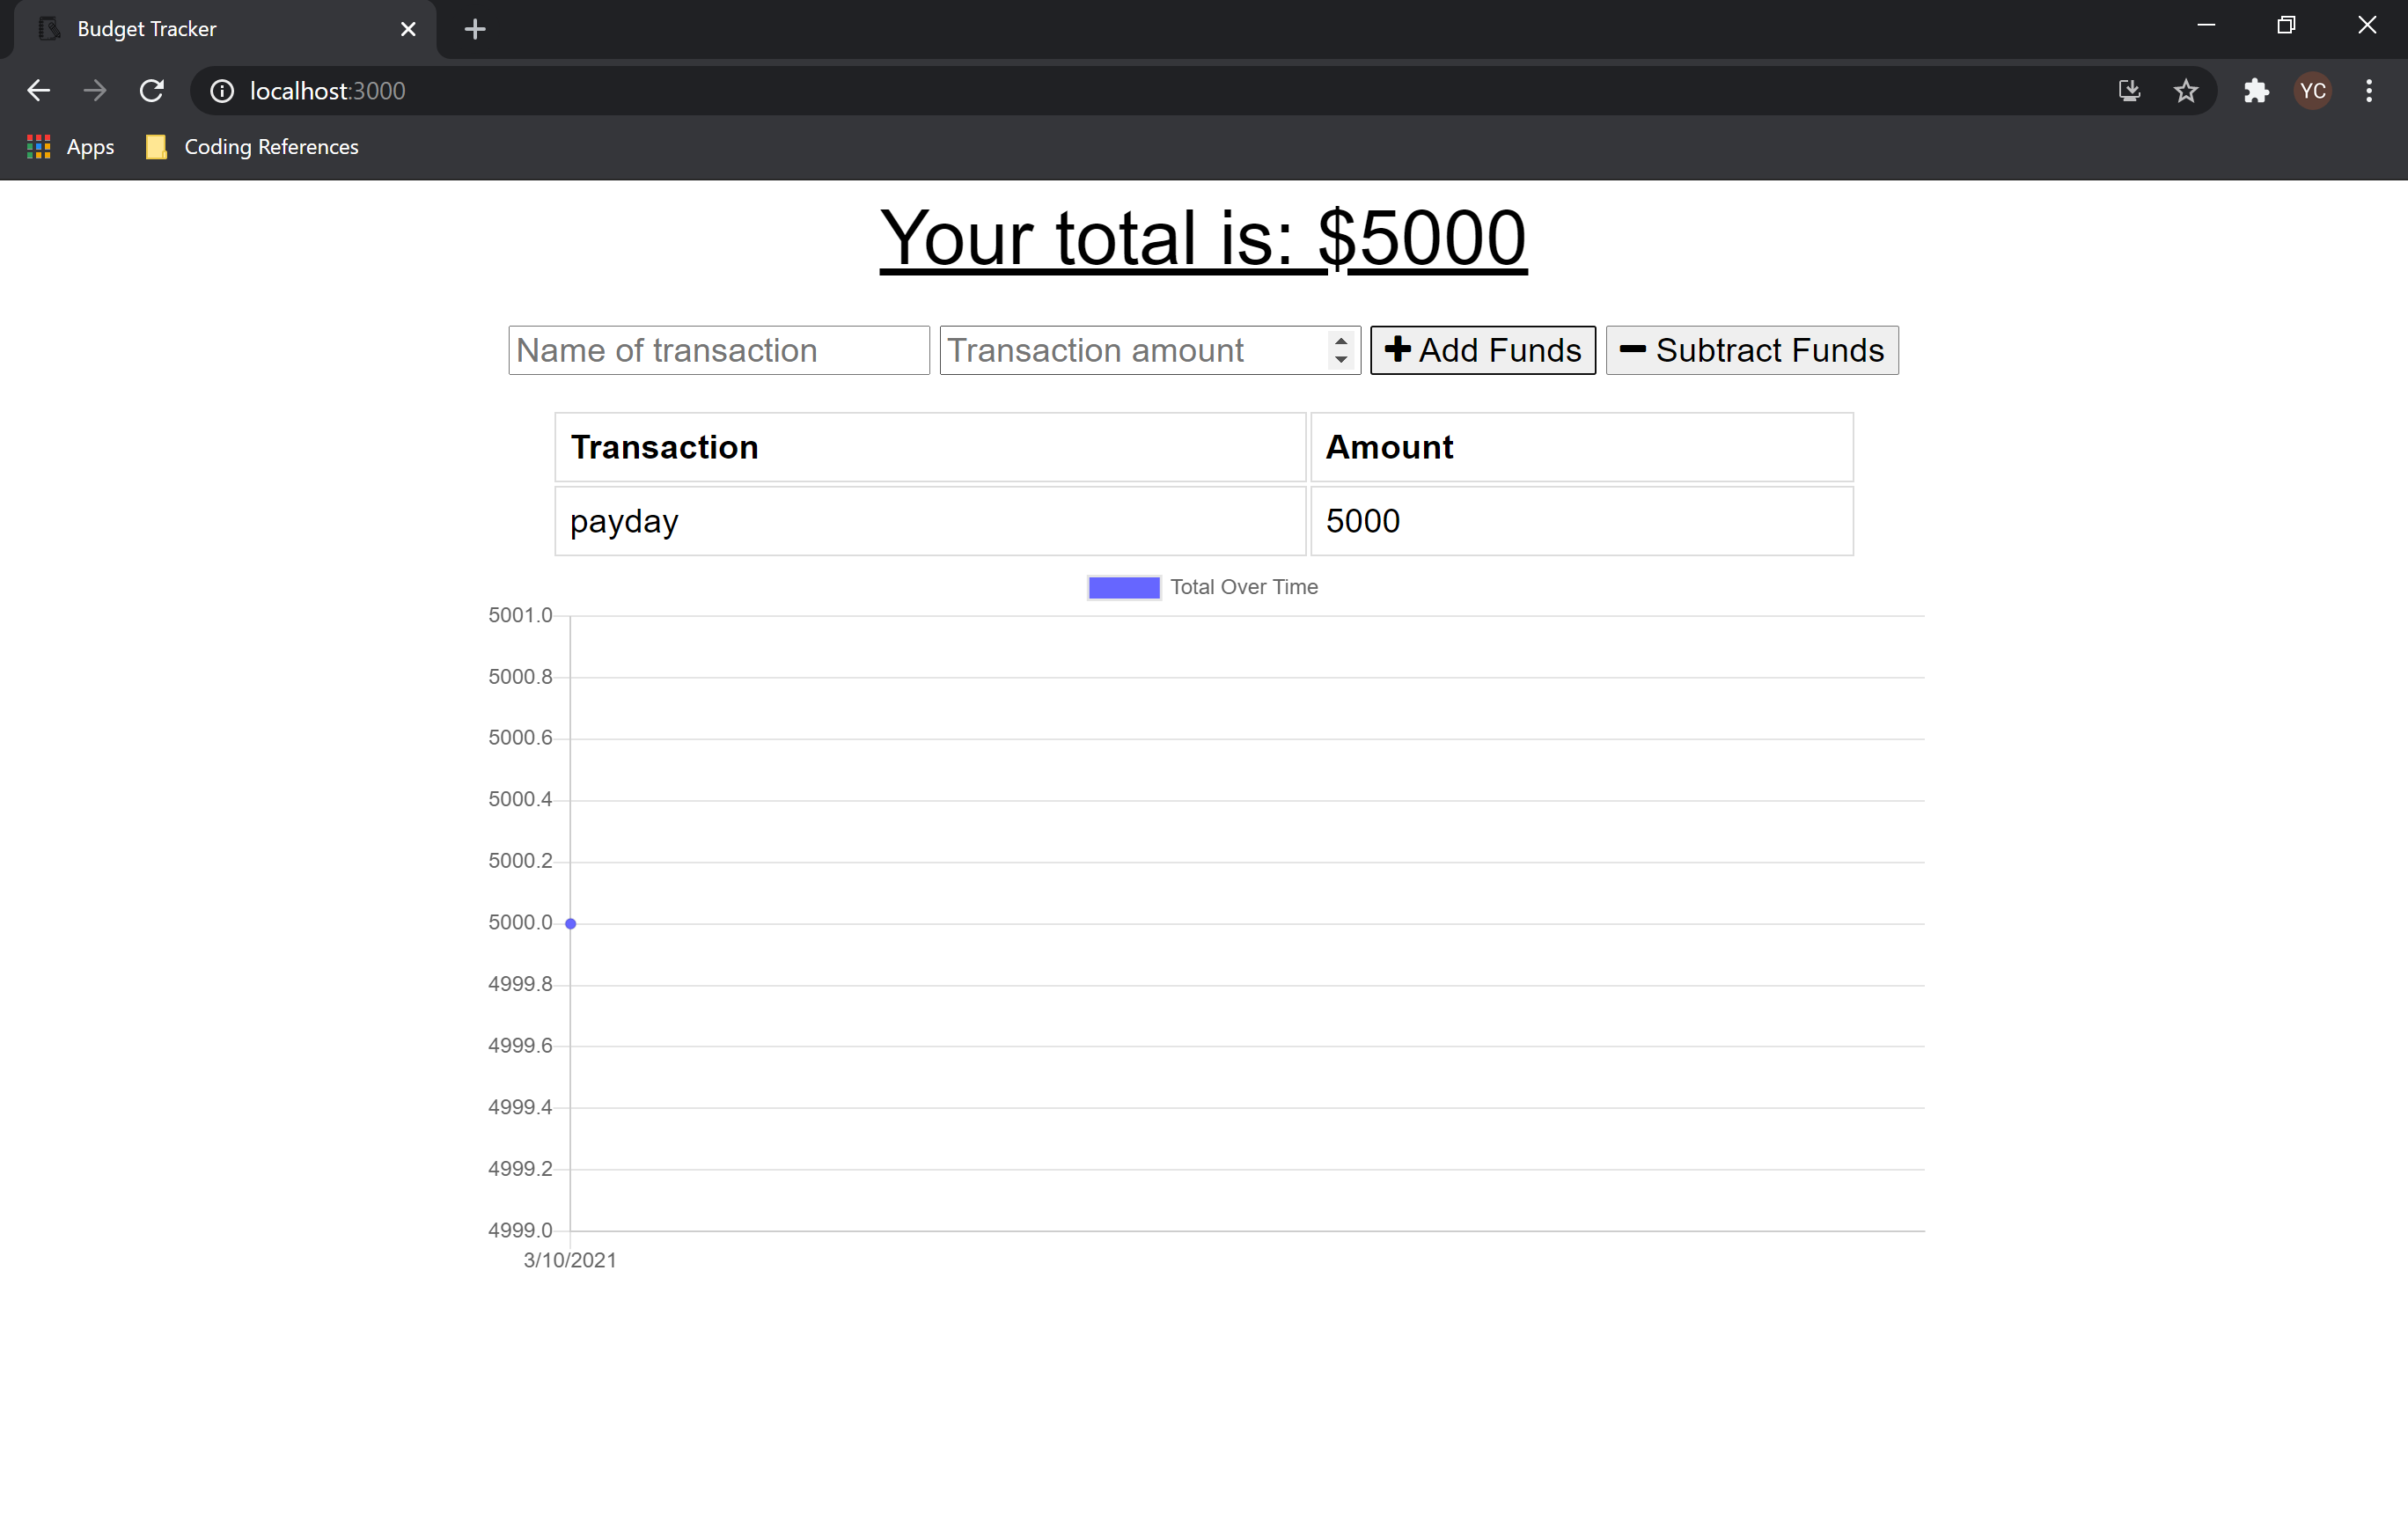 Budget Tracker
localhost:3000
YC
Apps Coding References
Your total is: $5000
Name of transaction Transaction amount Add Funds Subtract Funds
Transaction Amount
payday 5000
Total Over Time
5001.0
5000.8
5000.6
5000.4
5000.2
5000.0
4999.8
4999.6
4999.4
4999.2
4999.0
3/10/2021